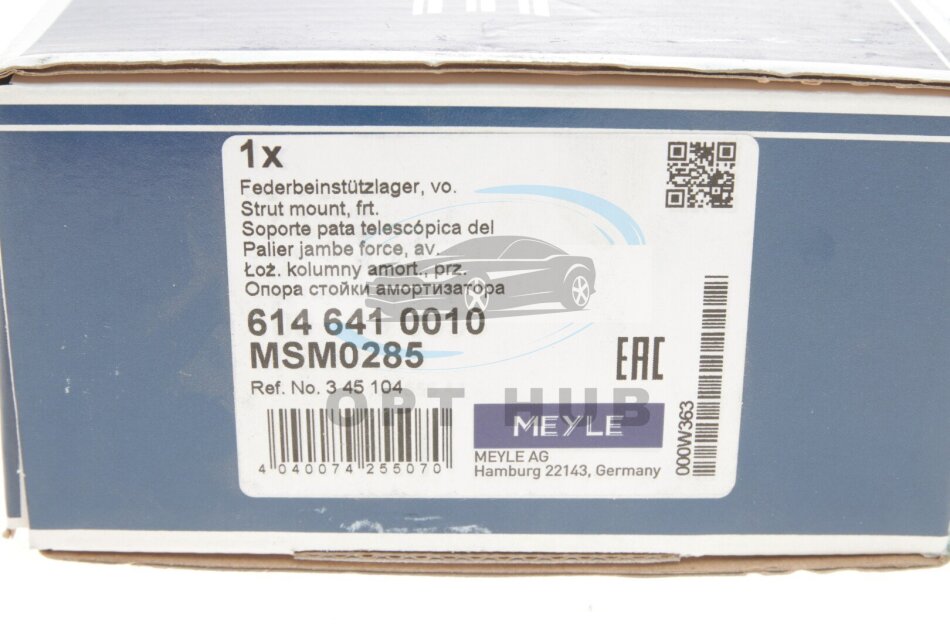 1x
Federbeinstützlager, vo.
Strut mount, frt.
Soporte pata telescópica del
Palier jambe force, av.
Łoż. kolumny amort., prz.
Опора стойки амортизатора
614 641 0010
MSM0285
Ref. No. 3 45 104
EAC
OPT HUB
MEYLE
MEYLE AG
Hamburg 22143, Germany
4 040074 255070
000W363